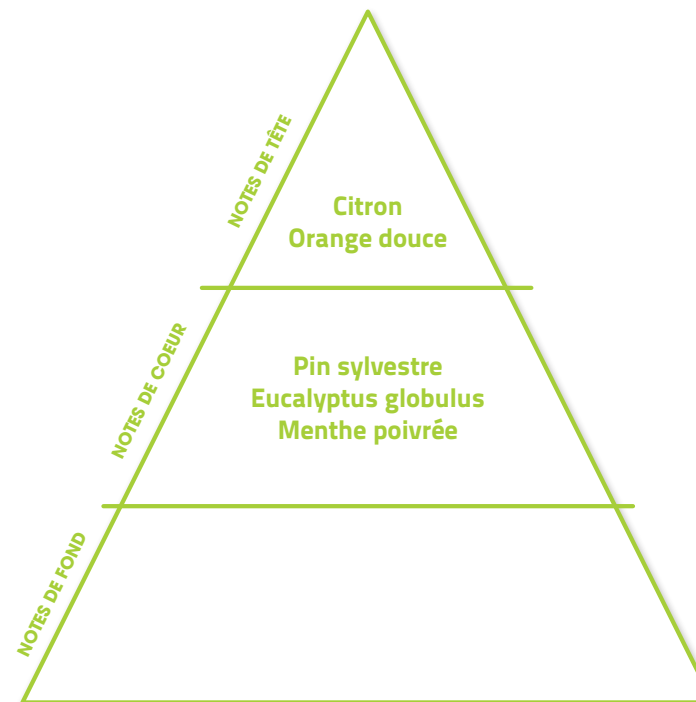 NOTES DE TÊTE
Citron
Orange douce
NOTES DE COEUR
Pin sylvestre
Eucalyptus globulus
Menthe poivrée
NOTES DE FOND